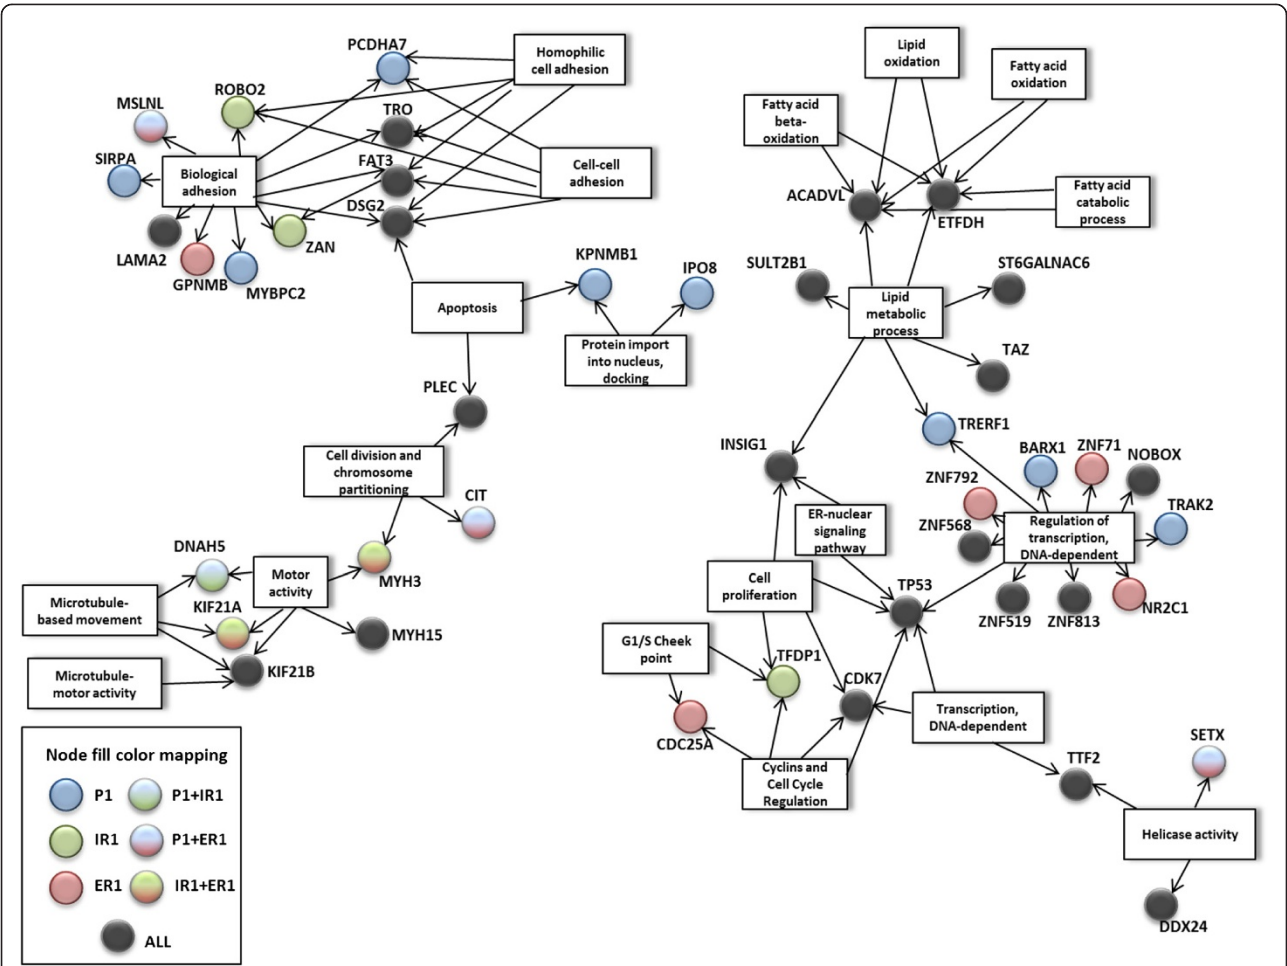 PCDHA7
Homophilic
cell adhesion
ROBO2
MSLNL
TRO
SIRPA
Biological
adhesion
FAT3
Cell-cell
adhesion
DSG2
LAMA2
ZAN
GPNMB
MYBPC2
Lipid
oxidation
Fatty acid
oxidation
Fatty acid
beta-
oxidation
ACADVL
ETFDH
Fatty acid
catabolic
process
KPNMB1
IPO8
SULT2B1
ST6GALNAC6
Apoptosis
Lipid
metabolic
process
Protein import
into nucleus,
docking
TAZ
PLEC
TRERF1
INSIG1
BARX1
ZNF71
NOBOX
Cell division and
chromosome
partitioning
ZNF792
CIT
TRAK2
ER-nuclear
signaling
pathway
ZNF568
Regulation of
transcription,
DNA-dependent
DNAH5
MYH3
Motor
activity
Cell
proliferation
TP53
Microtubule-
based movement
KIF21A
NR2C1
ZNF519
ZNF813
MYH15
G1/S Cheek
point
TFDP1
KIF21B
Microtubule-
motor activity
CDK7
Transcription,
DNA-dependent
CDC25A
SETX
TTF2
Cyclins and
Cell Cycle
Regulation
Helicase activity
DDX24
Node fill color mapping
P1
P1+IR1
IR1
P1+ER1
ER1
IR1+ER1
ALL